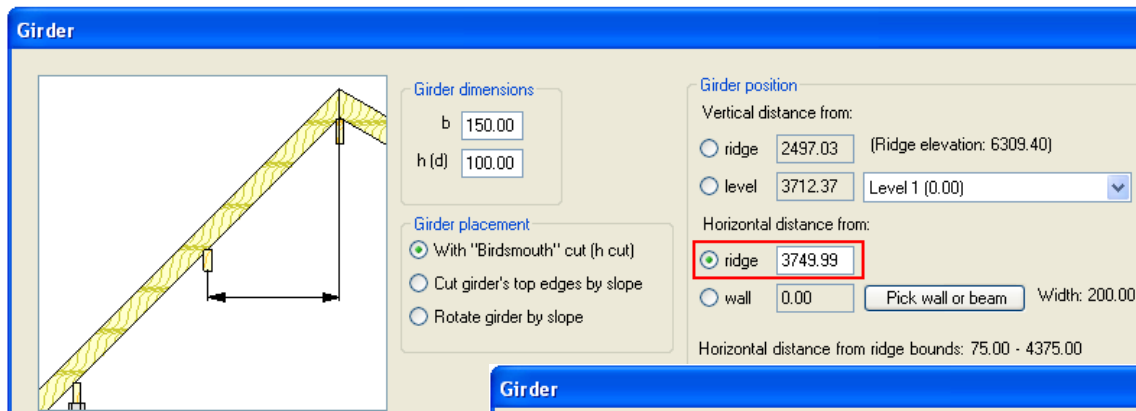 Girder
Girder dimensions
b 150.00
h (d) 100.00
Girder placement
With "Birdsmouth" cut (h cut)
Cut girder's top edges by slope
Rotate girder by slope
Girder position
Vertical distance from:
ridge 2497.03 (Ridge elevation: 6309.40)
level 3712.37 Level 1 (0.00)
Horizontal distance from:
ridge 3749.99
wall 0.00 Pick wall or beam Width: 200.00
Horizontal distance from ridge bounds: 75.00 - 4375.00
Girder